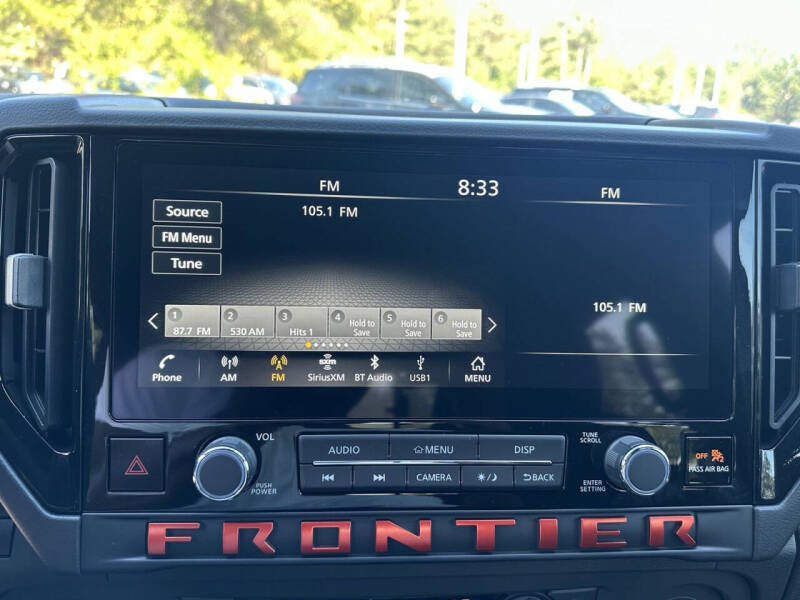 FM 8:33 FM
105.1 FM
Source
FM Menu
Tune
105.1 FM
1 2 3 4 5 6
87.7 FM 530 AM Hits 1 Hold to Save Hold to Save Hold to Save
Phone AM FM SiriusXM BT Audio USB1 MENU
sxm
VOL
PUSH POWER
AUDIO MENU DISP
CAMERA BACK
TUNE SCROLL
ENTER SETTING
OFF
PASS AIR BAG
FRONTIER